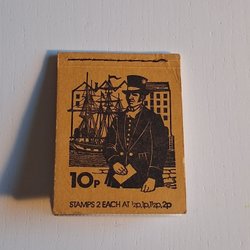 10p
STAMPS 2 EACH AT ½p,1p,1½p,2p